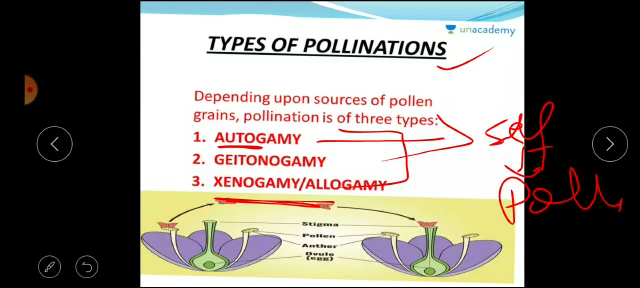 unacademy
TYPES OF POLLINATIONS
Depending upon sources of pollen
grains, pollination is of three types:
1. AUTOGAMY
2. GEITONOGAMY
3. XENOGAMY/ALLOGAMY
Self
Poll
Stigma
Pollen
Anther
Ovule
(egg)